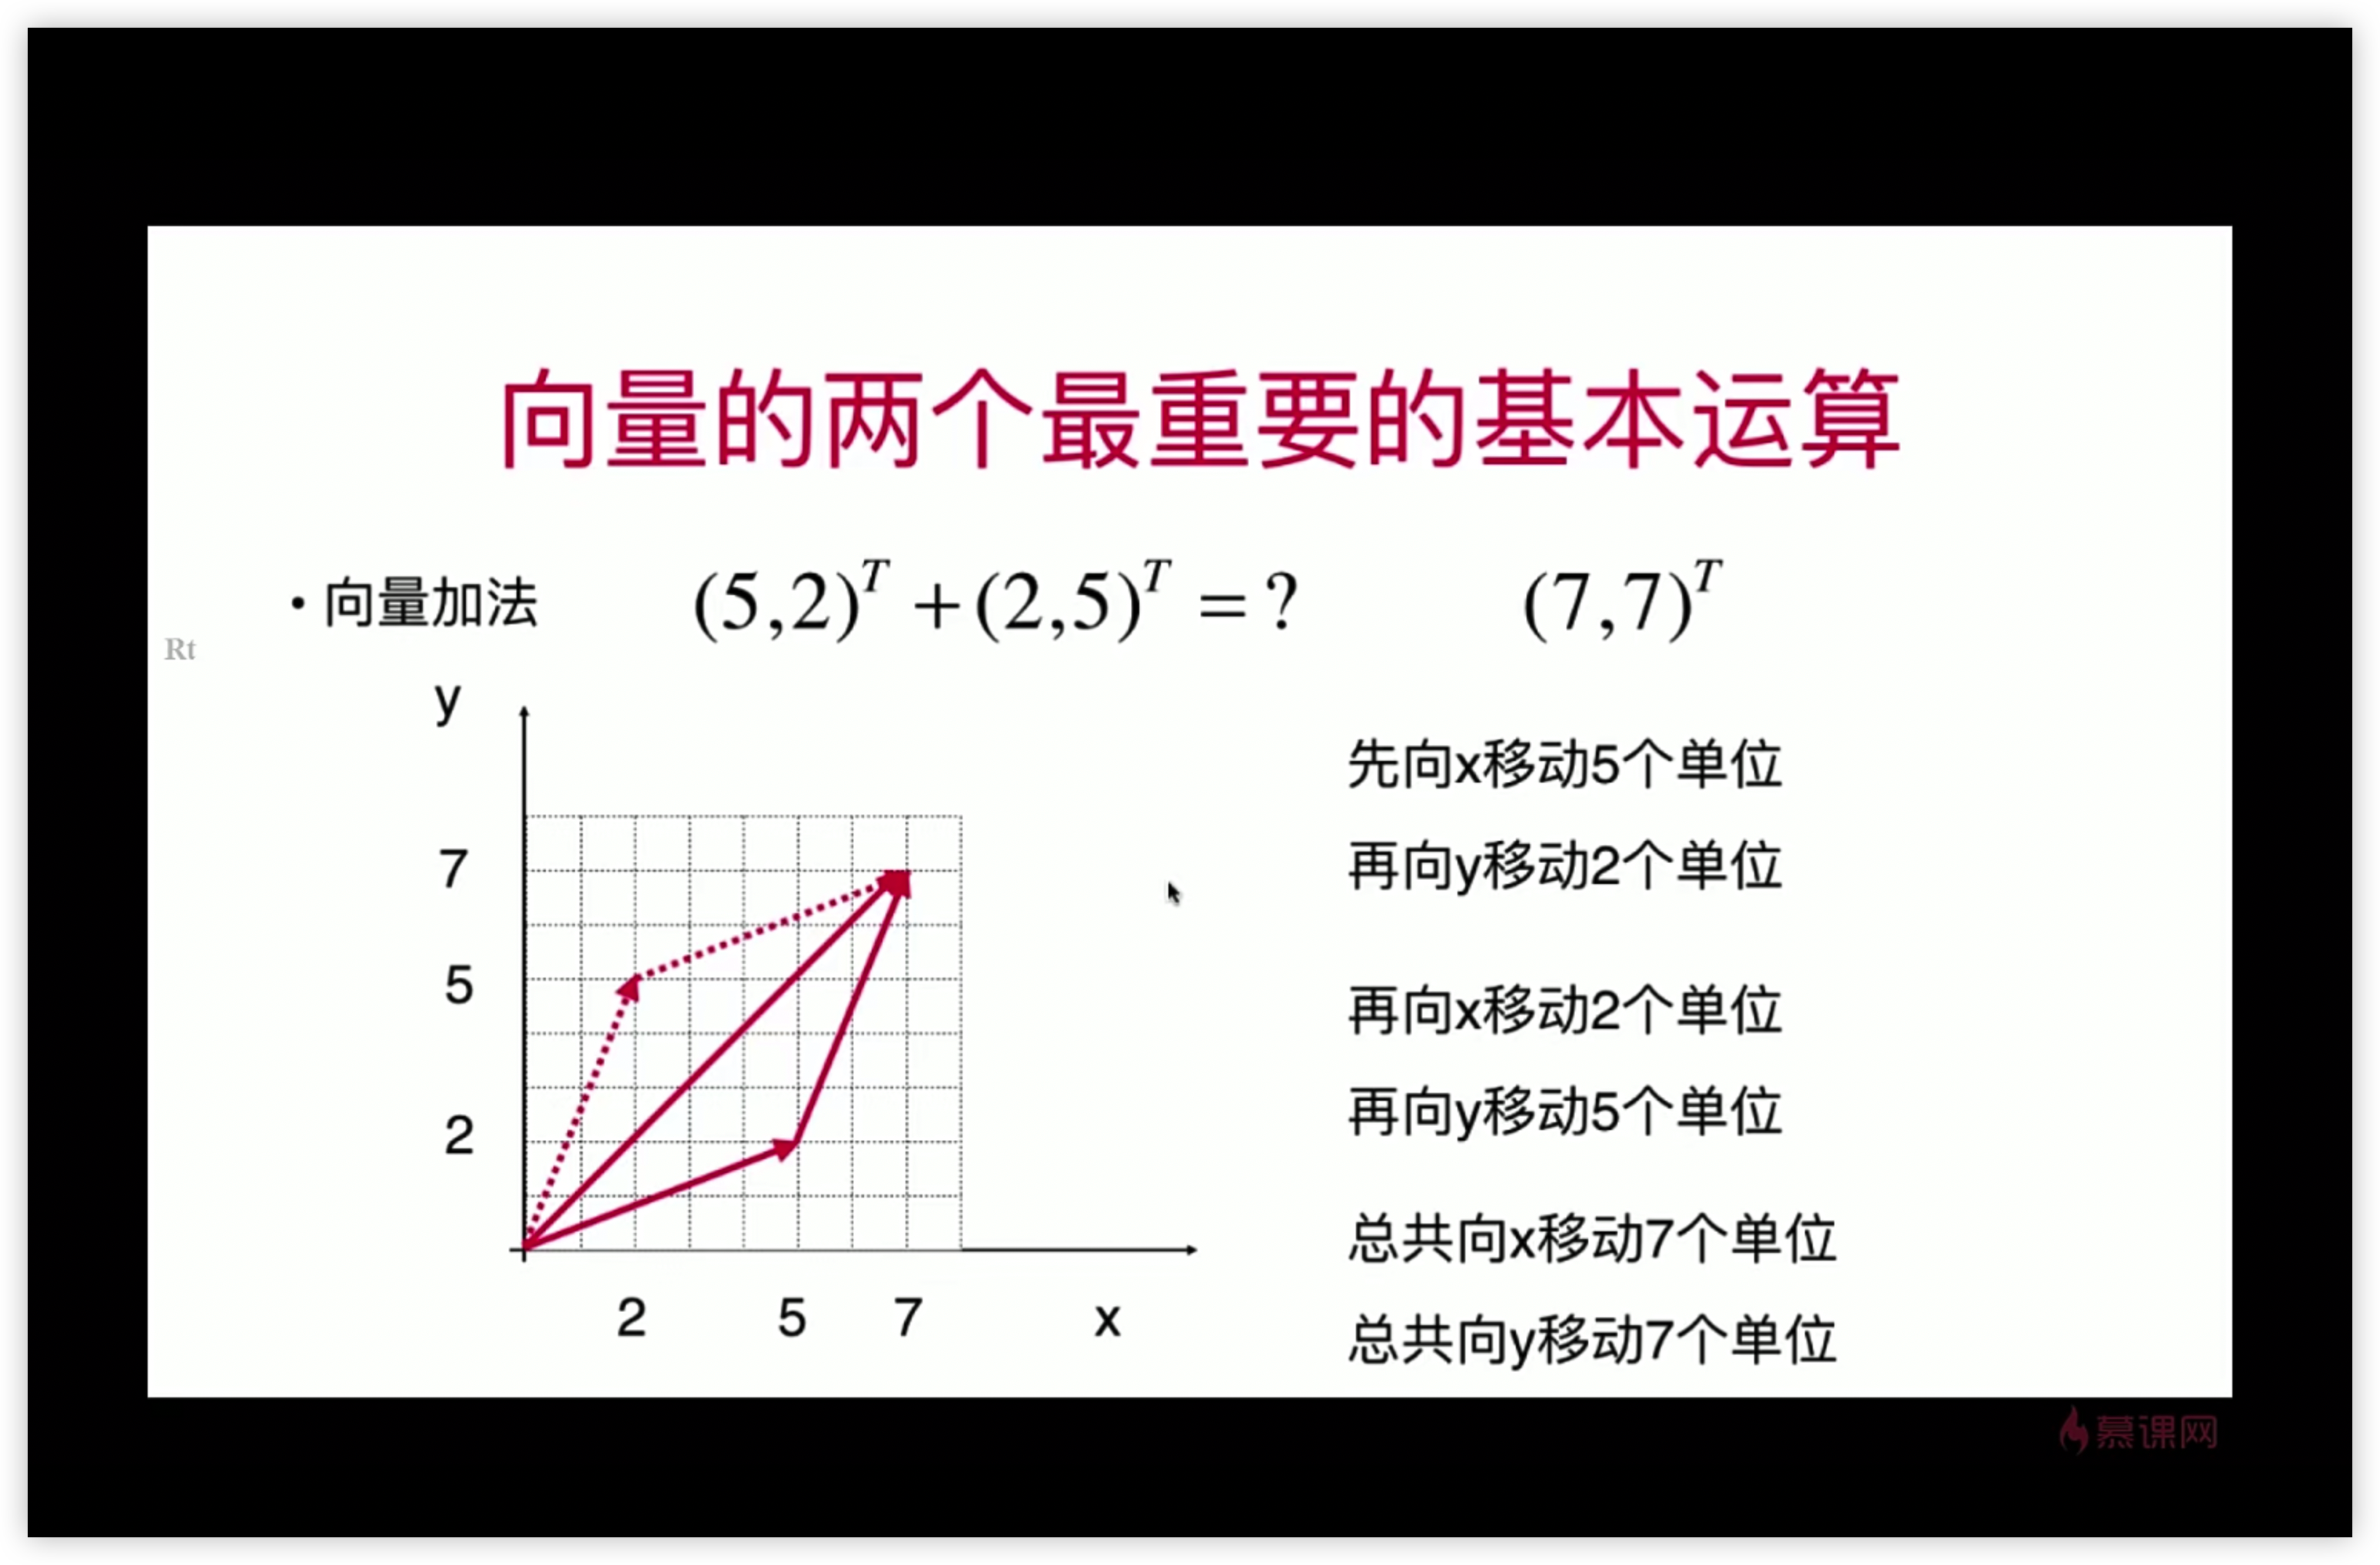 向量的两个最重要的基本运算
• 向量加法 (5,2)^T + (2,5)^T = ? (7,7)^T
Rt
y
7
5
2
2 5 7 x
先向x移动5个单位
再向y移动2个单位
再向x移动2个单位
再向y移动5个单位
总共向x移动7个单位
总共向y移动7个单位
慕课网